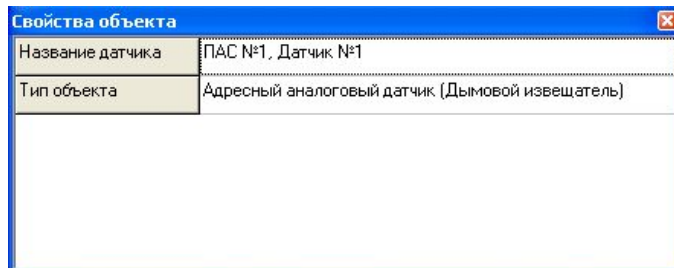 Свойства объекта
Название датчика ПАС №1, Датчик №1
Тип объекта Адресный аналоговый датчик (Дымовой извещатель)